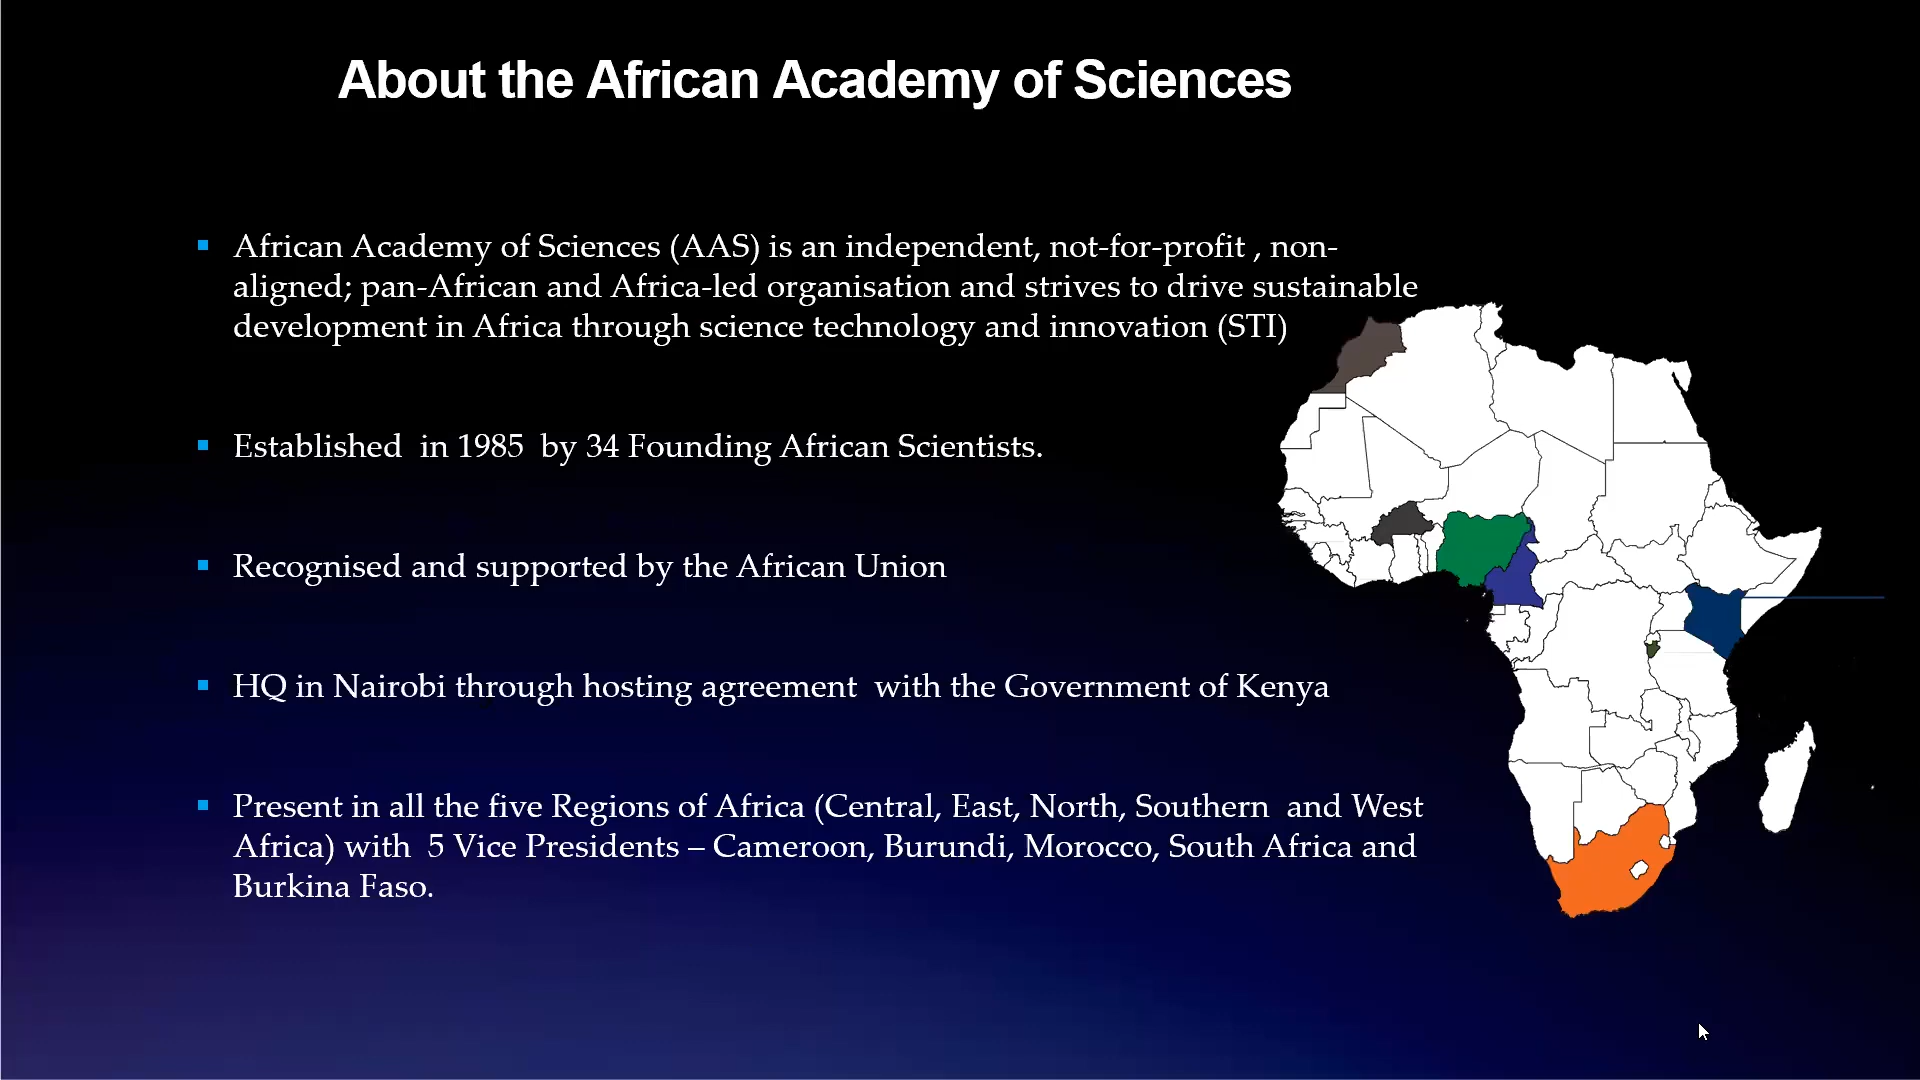 About the African Academy of Sciences
African Academy of Sciences (AAS) is an independent, not-for-profit , non-
aligned; pan-African and Africa-led organisation and strives to drive sustainable
development in Africa through science technology and innovation (STI)
Established  in 1985  by 34 Founding African Scientists.
Recognised and supported by the African Union
HQ in Nairobi through hosting agreement  with the Government of Kenya
Present in all the five Regions of Africa (Central, East, North, Southern  and West
Africa) with  5 Vice Presidents – Cameroon, Burundi, Morocco, South Africa and
Burkina Faso.